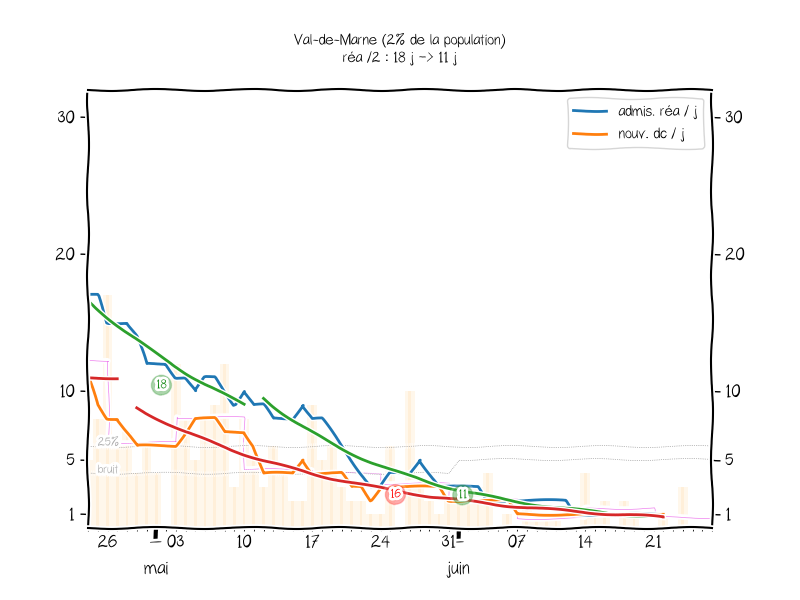 Val-de-Marne (2% de la population)
réa /2 : 18 j -> 11 j
admis. réa / j
nouv. dc / j
30
30
20
20
10
10
5
5
1
1
18
16
11
25%
bruit
26 03 10 17 24 31 07 14 21
mai juin